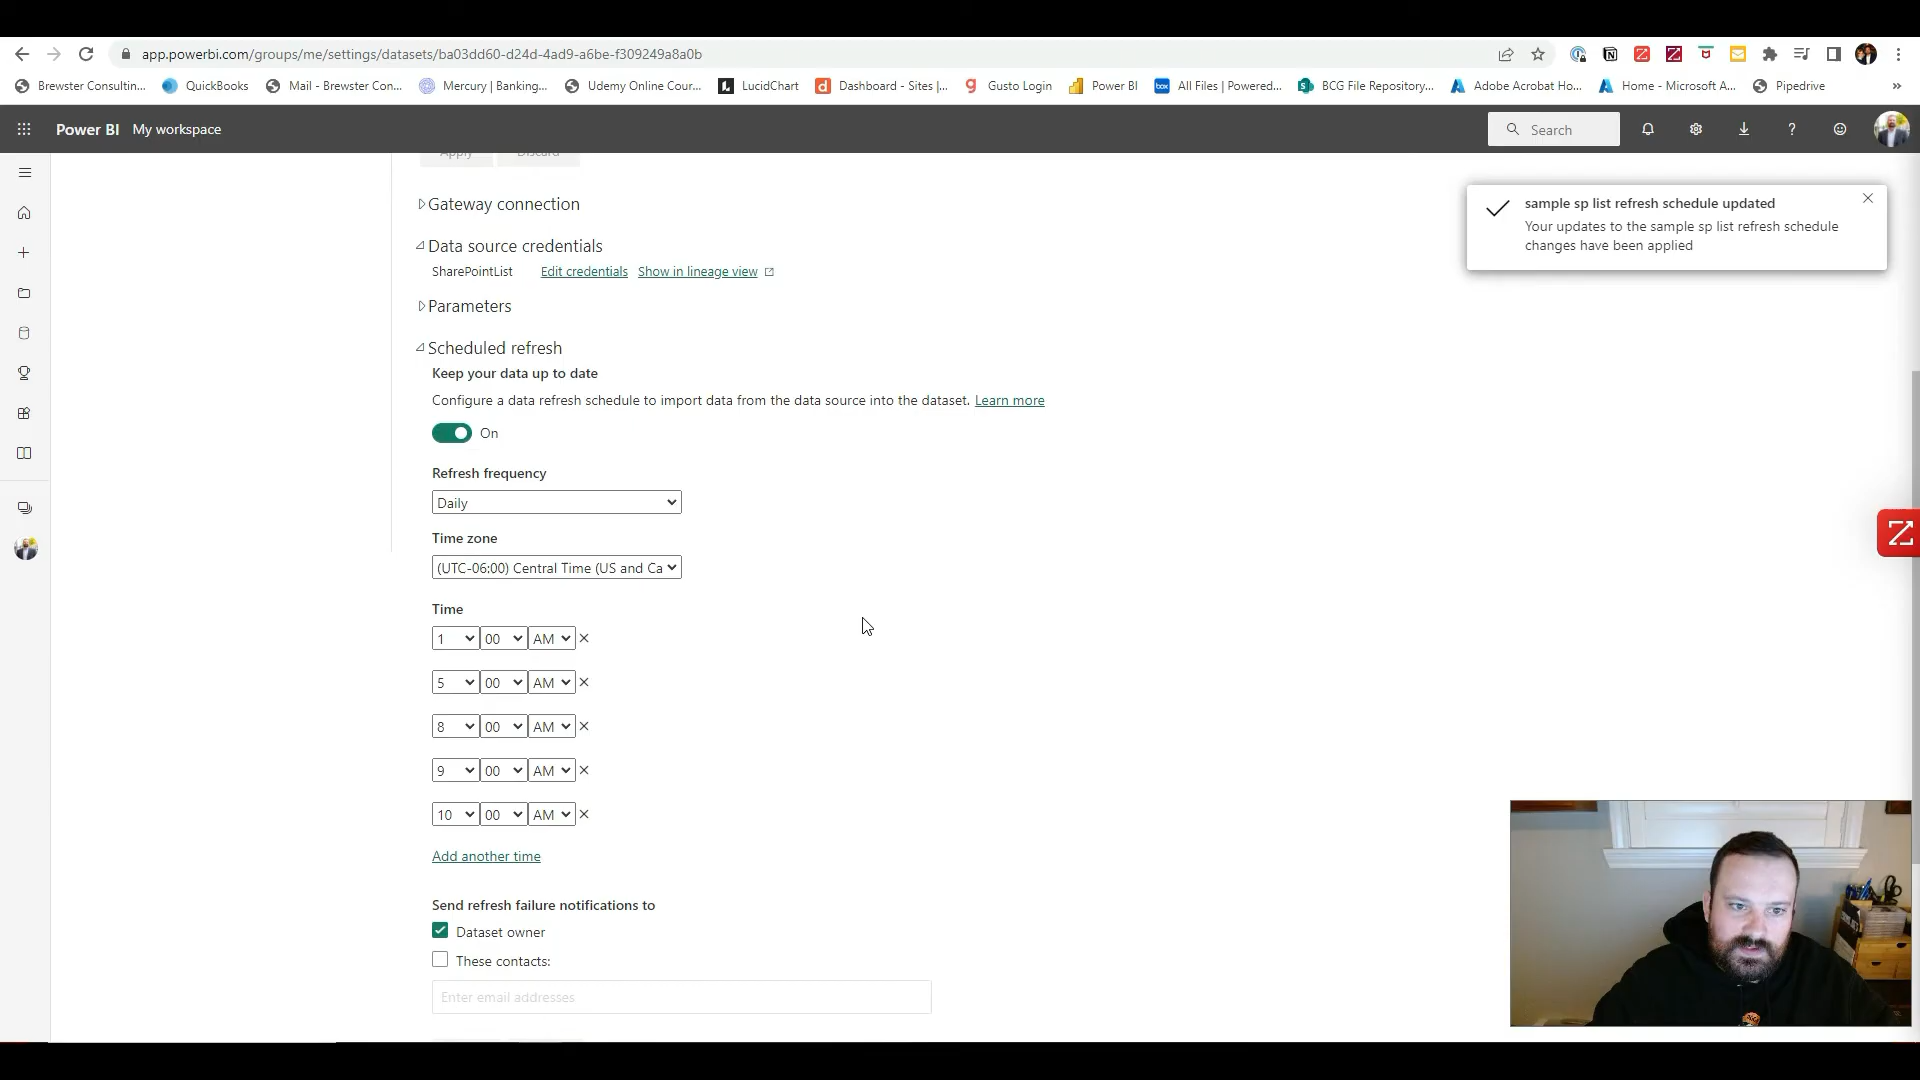 app.powerbi.com/groups/me/settings/datasets/ba03dd60-d24d-4ad9-a6be-f309249a8a0b
Brewster Consultin... QuickBooks Mail - Brewster Con... Mercury | Banking,... Udemy Online Cour... LucidChart Dashboard - Sites |... Gusto Login Power BI All Files | Powered... BCG File Repository... Adobe Acrobat Ho... Home - Microsoft A... Pipedrive »
Power BI My workspace Search
Apply Discard
Gateway connection
sample sp list refresh schedule updated
Your updates to the sample sp list refresh schedule
changes have been applied
Data source credentials
SharePointList Edit credentials Show in lineage view
Parameters
Scheduled refresh
Keep your data up to date
Configure a data refresh schedule to import data from the data source into the dataset. Learn more
On
Refresh frequency
Daily
Time zone
(UTC-06:00) Central Time (US and Ca
Time
1 00 AM
5 00 AM
8 00 AM
9 00 AM
10 00 AM
Add another time
Send refresh failure notifications to
Dataset owner
These contacts:
Enter email addresses